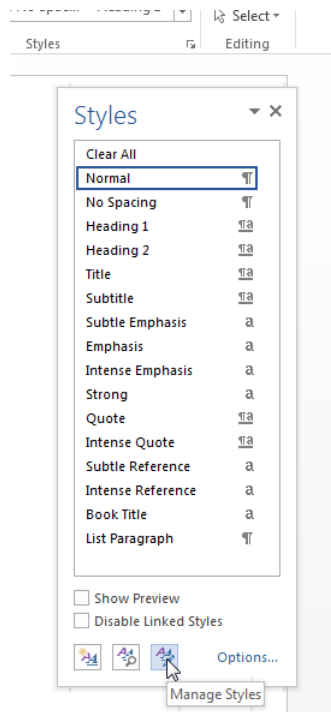 Select
Styles
Editing
Styles
Clear All
Normal ¶
No Spacing ¶
Heading 1 ¶a
Heading 2 ¶a
Title ¶a
Subtitle ¶a
Subtle Emphasis a
Emphasis a
Intense Emphasis a
Strong a
Quote ¶a
Intense Quote ¶a
Subtle Reference a
Intense Reference a
Book Title a
List Paragraph ¶
Show Preview
Disable Linked Styles
Options...
Manage Styles